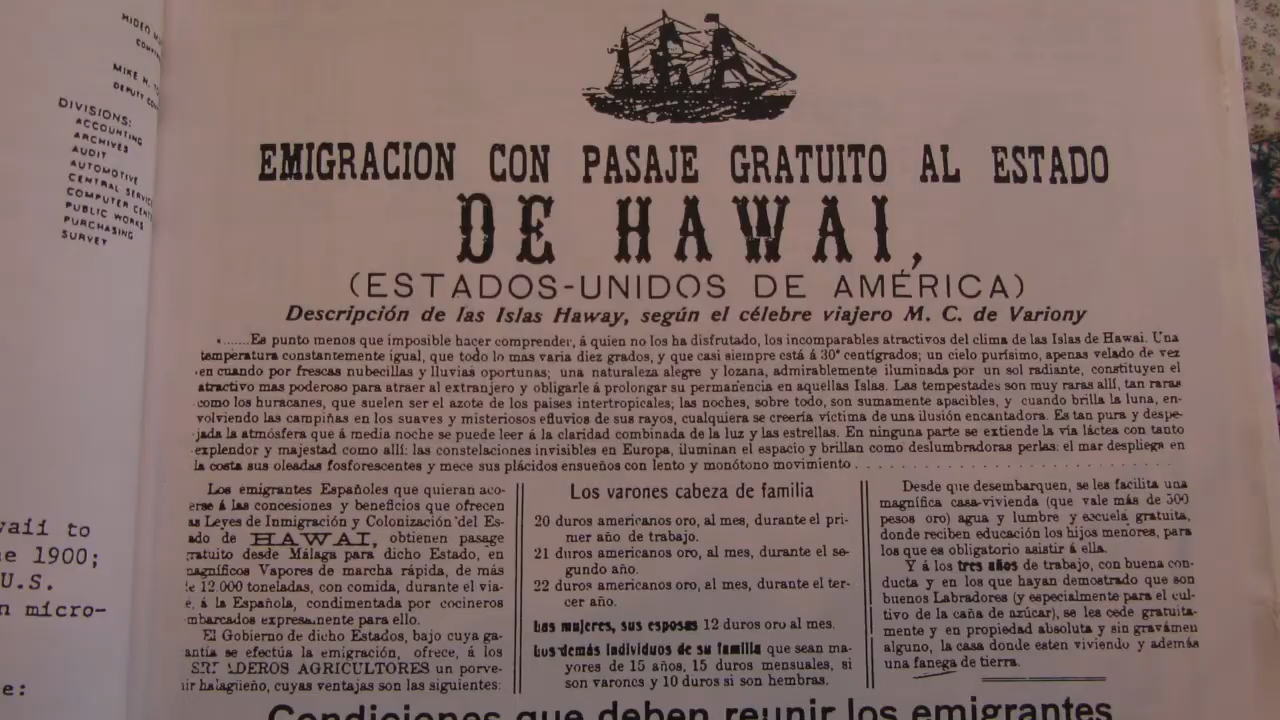 DIVISIONS:
ACCOUNTING
ARCHIVES
AUDIT
AUTOMOTIVE
CENTRAL
COMPUTER
PUBLIC WORKS
PURCHASING
SURVEY
to
1900;
U.S.
micro-
EMIGRACION CON PASAJE GRATUITO AL ESTADO
DE HAWAI,
(ESTADOS-UNIDOS DE AMÉRICA)
Descripción de las Islas Haway, según el célebre viajero M. C. de Variony
«.......Es punto menos que imposible hacer comprender, á quien no los ha disfrutado, los incomparables atractivos del clima de las Islas de Hawai. Una
temperatura constantemente igual, que todo lo mas varia diez grados, y que casi siempre está á 30° centígrados; un cielo purísimo, apenas velado de vez
en cuando por frescas nubecillas y lluvias oportunas; una naturaleza alegre y lozana, admirablemente iluminada por un sol radiante, constituyen el
atractivo mas poderoso para atraer al extranjero y obligarle á prolongar su permanencia en aquellas Islas. Las tempestades son muy raras allí, tan raras
como los huracanes, que suelen ser el azote de los paises intertropicales; las noches, sobre todo, son sumamente apacibles, y cuando brilla la luna, en-
volviendo las campiñas en los suaves y misteriosos efluvios de sus rayos, cualquiera se creería víctima de una ilusión encantadora. Es tan pura y despe-
jada la atmósfera que á media noche se puede leer á la claridad combinada de la luz y las estrellas. En ninguna parte se extiende la vía láctea con tanto
explendor y majestad como allí: las constelaciones invisibles en Europa, iluminan el espacio y brillan como deslumbradoras perlas: el mar despliega en
la costa sus oleadas fosforescentes y mece sus plácidos ensueños con lento y monótono movimiento . . . . . . . . . . . . . . . . . . . . . . . . . .
Los emigrantes Españoles que quieran aco-
erse á las concesiones y beneficios que ofrecen
as Leyes de Inmigración y Colonización del Es-
ado de HAWAI, obtienen pasage
ratuito desde Málaga para dicho Estado, en
agníficos Vapores de marcha rápida, de más
e 12.000 toneladas, con comida, durante el via-
e, á la Española, condimentada por cocineros
mbarcados expresamente para ello.
El Gobierno de dicho Estados, bajo cuya ga-
antía se efectúa la emigración, ofrece, á los
AGRICULTORES un porve-
ir halagüeño, cuyas ventajas son las siguientes:
Los varones cabeza de familia
20 duros americanos oro, al mes, durante el pri-
mer año de trabajo.
21 duros americanos oro, al mes, durante el se-
gundo año.
22 duros americanos oro, al mes, durante el ter-
cer año.
Las mujeres, sus esposas 12 duros oro al mes.
Los demás individuos de su familia que sean ma-
yores de 15 años, 15 duros mensuales, si
son varones y 10 duros si son hembras.
Desde que desembarquen, se les facilita una
magnífica casa-vivienda (que vale más de 500
pesos oro) agua y lumbre y escuela gratuita,
donde reciben educación los hijos menores, para
los que es obligatorio asistir á ella.
Y á los tres años de trabajo, con buena con-
ducta y en los que hayan demostrado que son
buenos Labradores (y especialmente para el cul-
tivo de la caña de azúcar), se les cede gratuita-
mente y en propiedad absoluta y sin gravámen
alguno, la casa donde esten viviendo y además
una fanega de tierra.
Condiciones que deben reunir los emigrantes